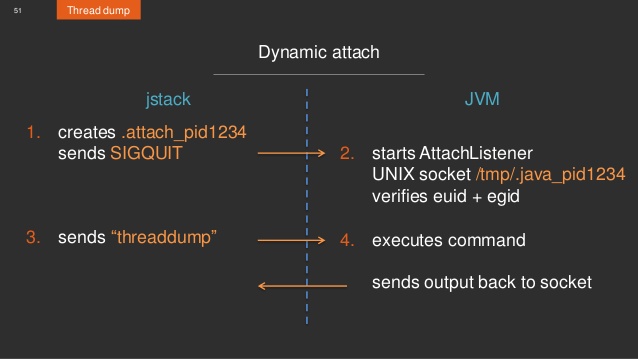 51
Thread dump
Dynamic attach
jstack
JVM
1. creates .attach_pid1234
sends SIGQUIT
2. starts AttachListener
UNIX socket /tmp/.java_pid1234
verifies euid + egid
3. sends “threaddump”
4. executes command
sends output back to socket